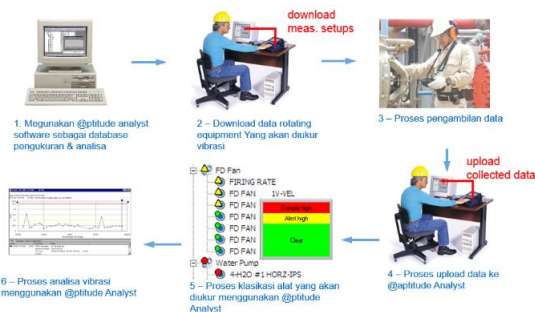 download
meas. setups
1. Megunakan @ptitude analyst
software sebagai database
pengukuran & analisa
2 – Download data rotating
equipment Yang akan diukur
vibrasi
3 – Proses pengambilan data
upload
collected data
4 – Proses upload data ke
@aptitude Analyst
FD Fan
FIRING RATE
FD FAN 1V-VEL
FD FAN
FD FAN
FD FAN
FD FAN
Water Pump
4-H2O #1 HORZ-IPS
Danger high
Alert high
Clear
5 – Proses klasikasi alat yang akan
diukur menggunakan @ptitude
Analyst
6 – Proses analisa vibrasi
menggunakan @ptitude Analyst